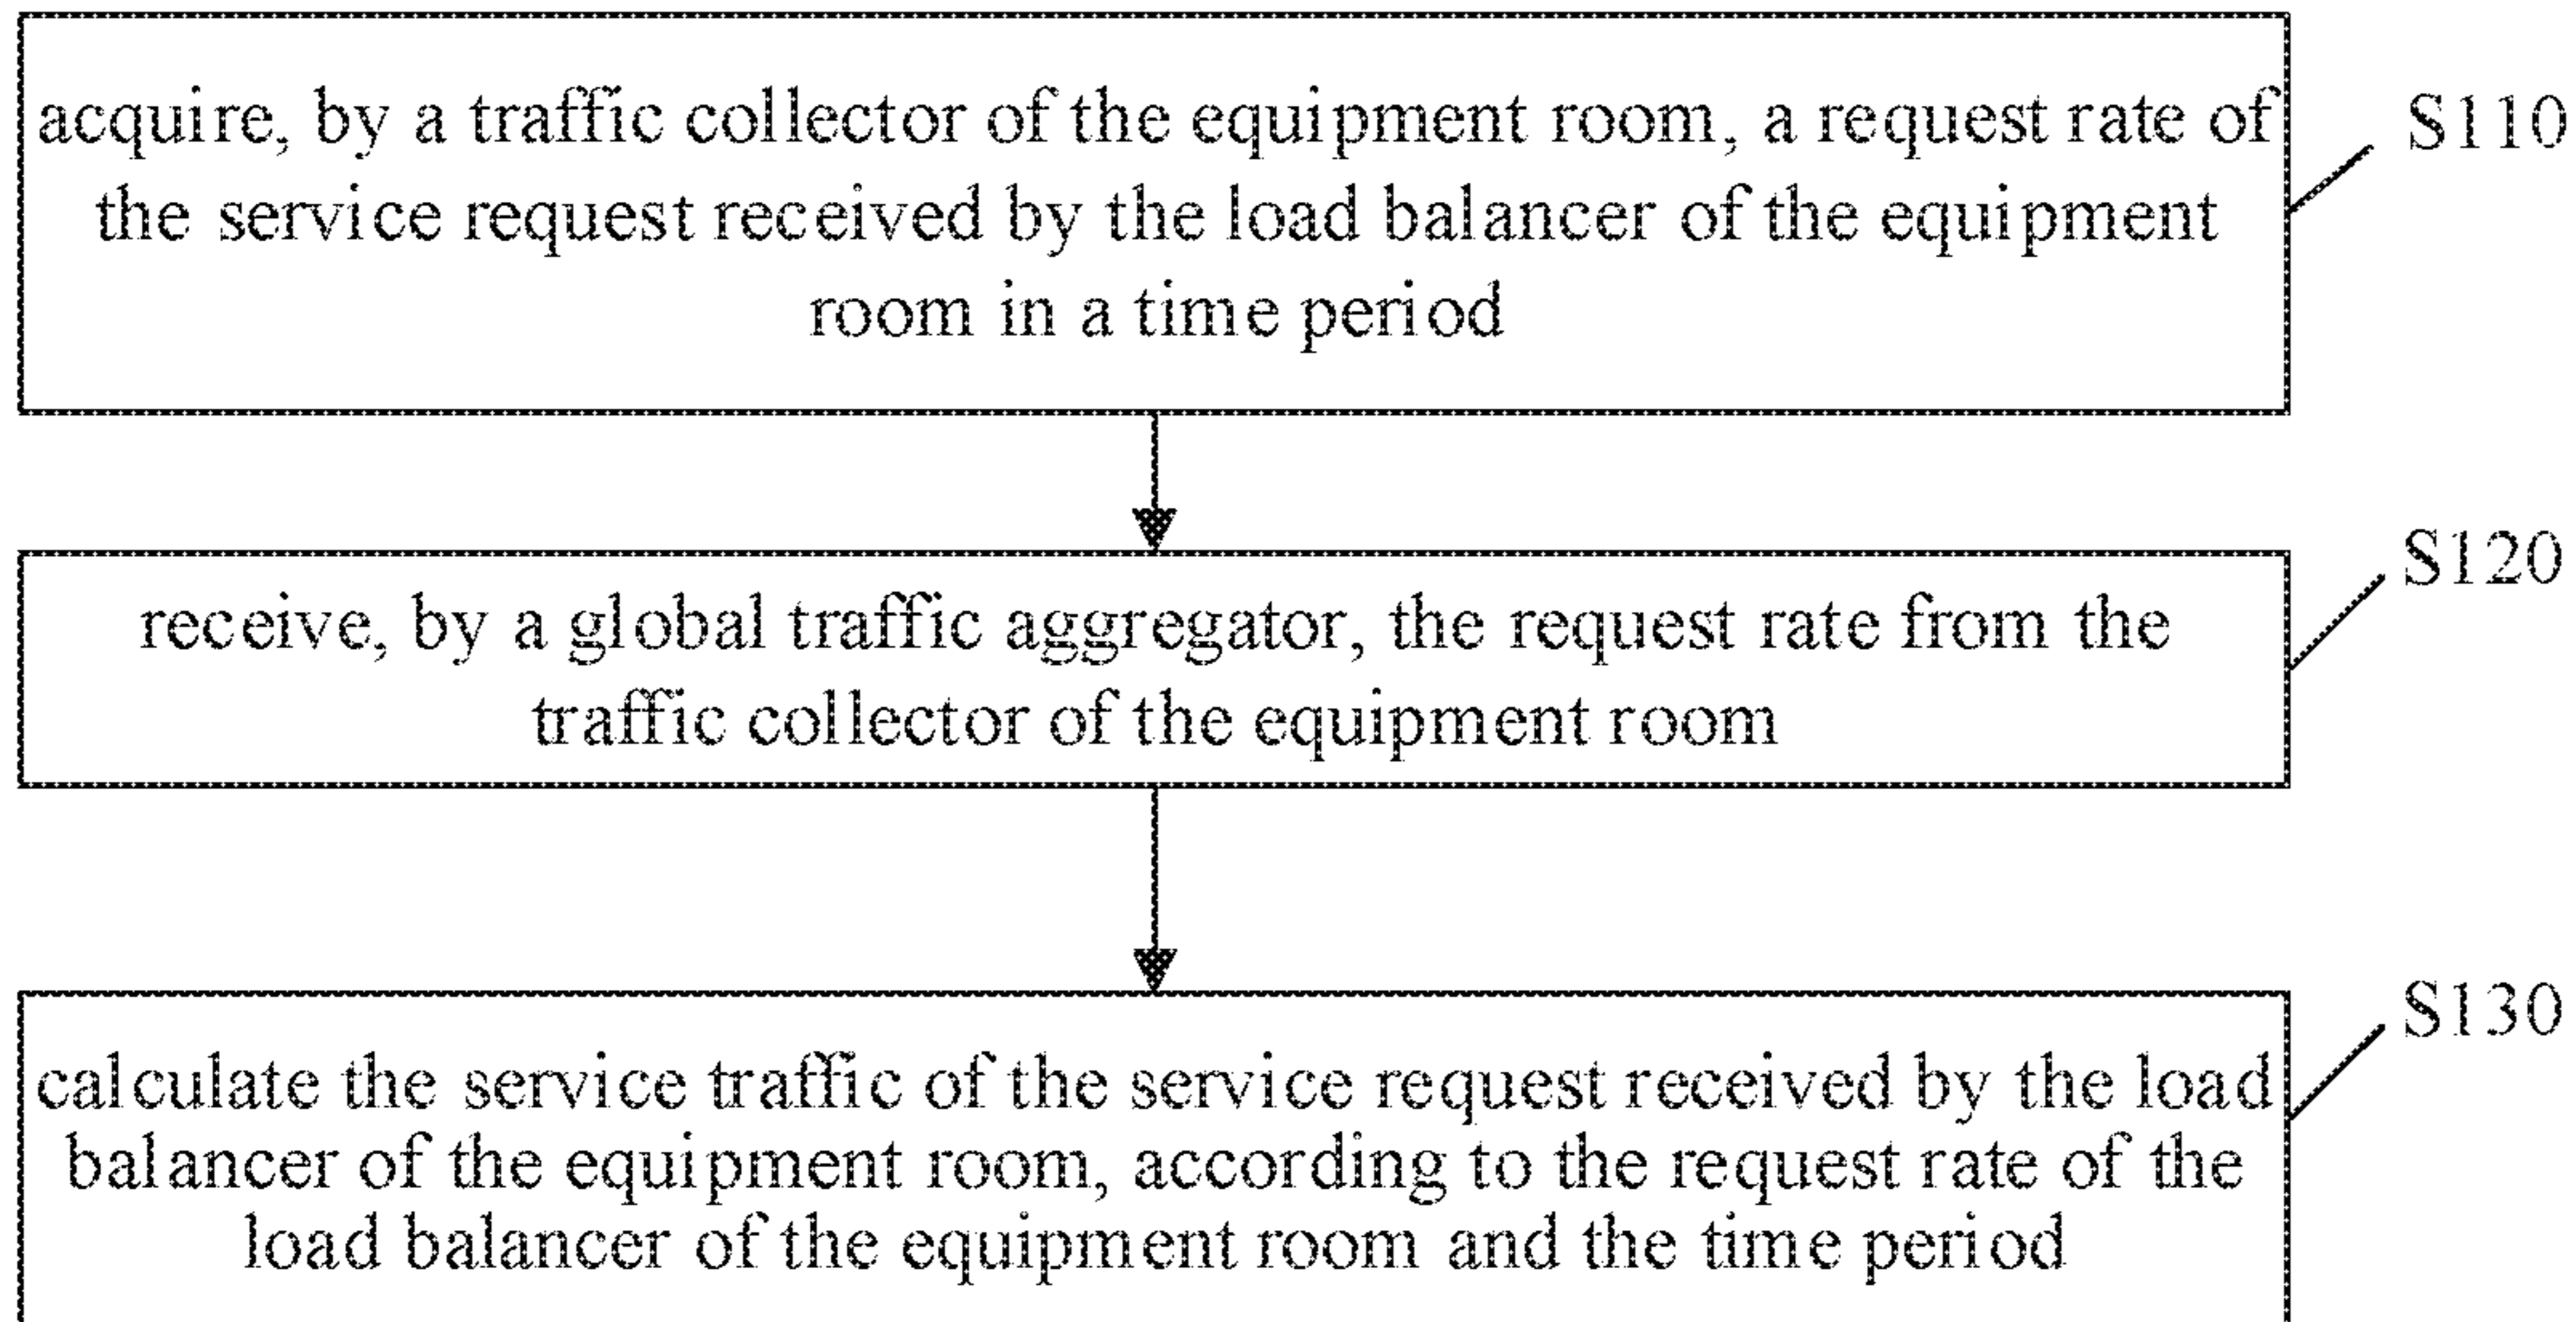 acquire, by a traffic collector of the equipment room, a request rate of
the service request received by the load balancer of the equipment
room in a time period
S110
receive, by a global traffic aggregator, the request rate from the
traffic collector of the equipment room
S120
calculate the service traffic of the service request received by the load
balancer of the equipment room, according to the request rate of the
load balancer of the equipment room and the time period
S130